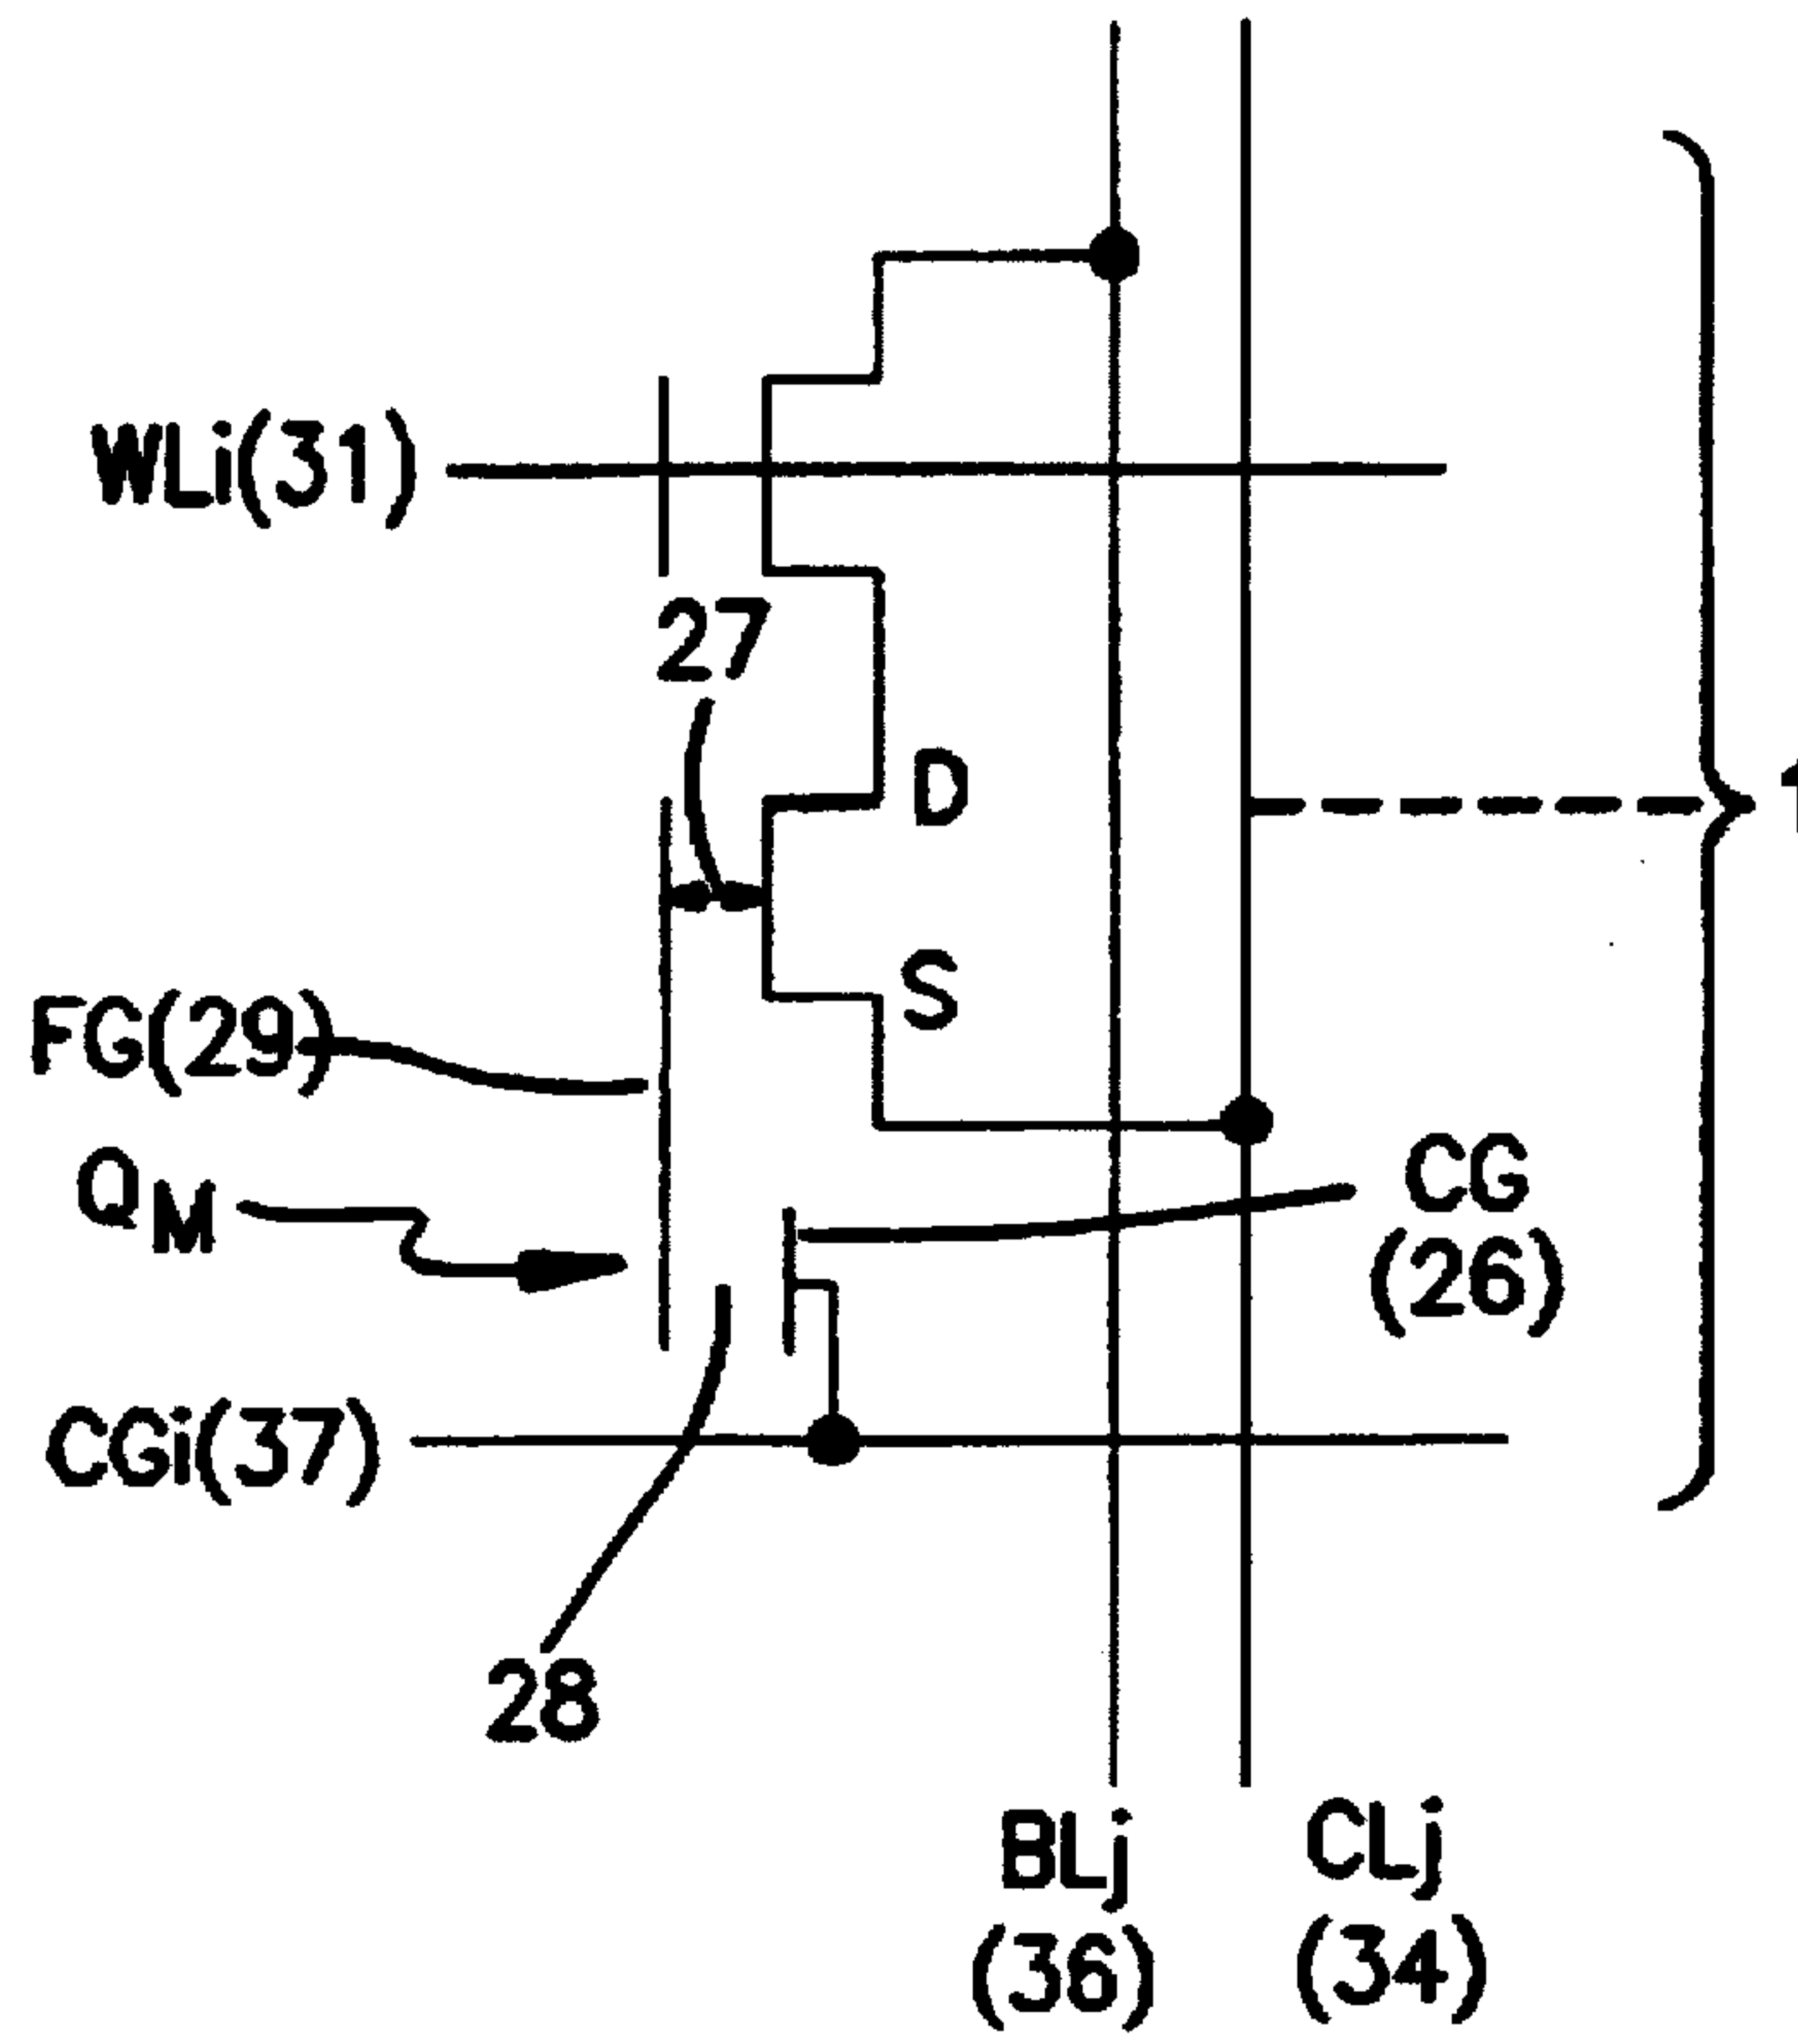 WLi(31)
27
D
S
FG(29)
QM
CG
(26)
CGi(37)
28
BLj
(36)
CLj
(34)